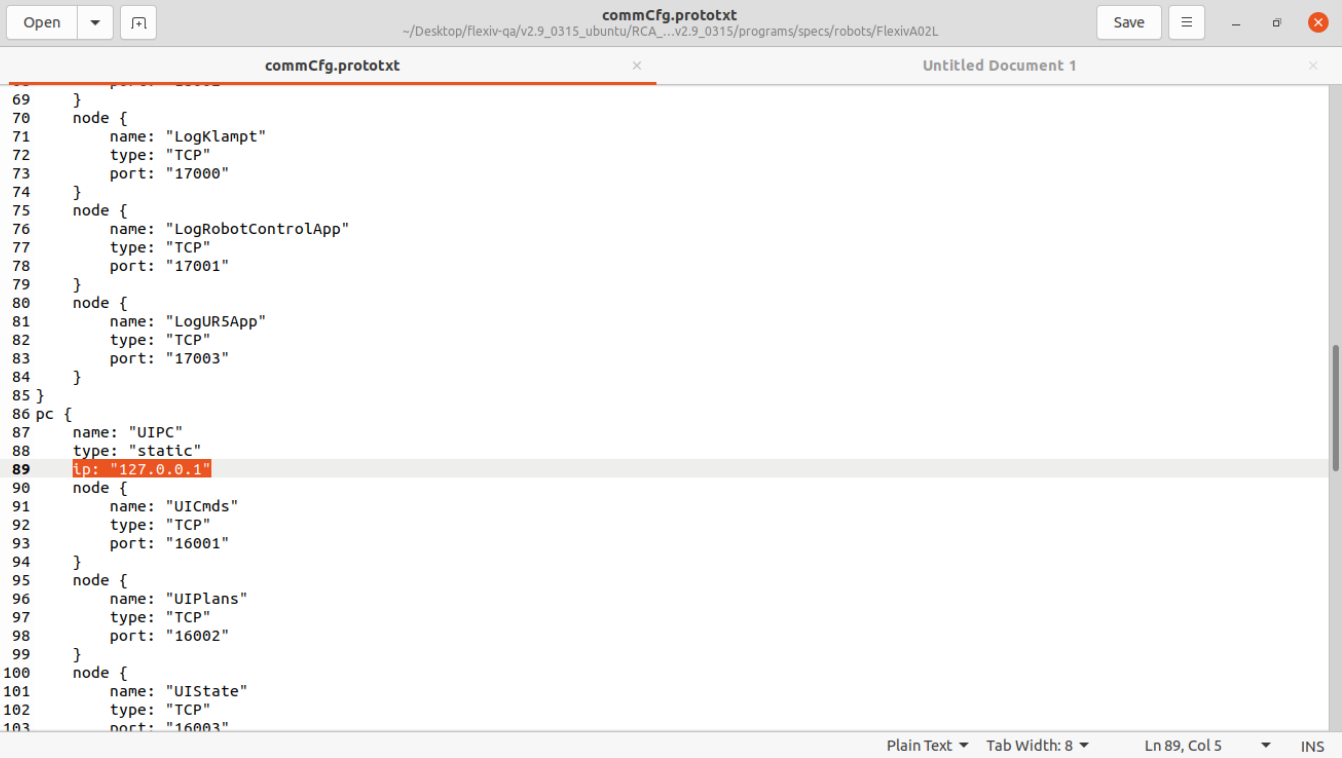 Open
commCfg.prototxt
~/Desktop/flexiv-qa/v2.9_0315_ubuntu/RCA_...v2.9_0315/programs/specs/robots/FlexivA02L
Save
commCfg.prototxt
Untitled Document 1
69 }
70 node {
71 name: "LogKlampt"
72 type: "TCP"
73 port: "17000"
74 }
75 node {
76 name: "LogRobotControlApp"
77 type: "TCP"
78 port: "17001"
79 }
80 node {
81 name: "LogUR5App"
82 type: "TCP"
83 port: "17003"
84 }
85 }
86 pc {
87 name: "UIPC"
88 type: "static"
89 ip: "127.0.0.1"
90 node {
91 name: "UICmds"
92 type: "TCP"
93 port: "16001"
94 }
95 node {
96 name: "UIPlans"
97 type: "TCP"
98 port: "16002"
99 }
100 node {
101 name: "UIState"
102 type: "TCP"
103 port: "16003"
Plain Text Tab Width: 8 Ln 89, Col 5 INS